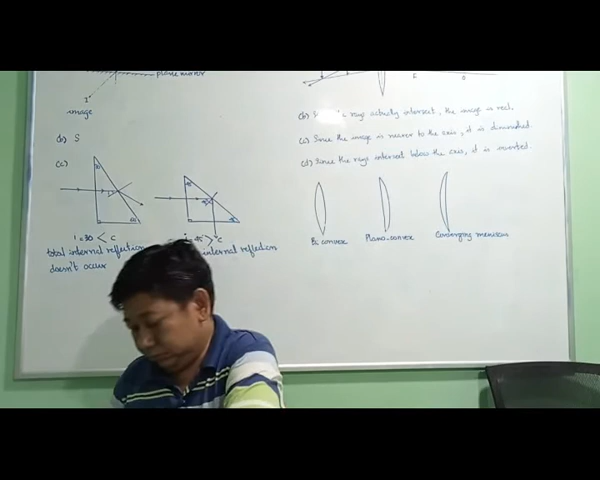 plane mirror
I
image
(b) S
(c)
i = 30 < C
total internal reflection
doesn't occur
45 > C
internal reflection
rays actually intersect, the image is real.
(c) Since the image is nearer to the axis, it is diminished.
(d) Since the rays intersect below the axis, it is inverted.
Bi convex
Plano-convex
Converging meniscus